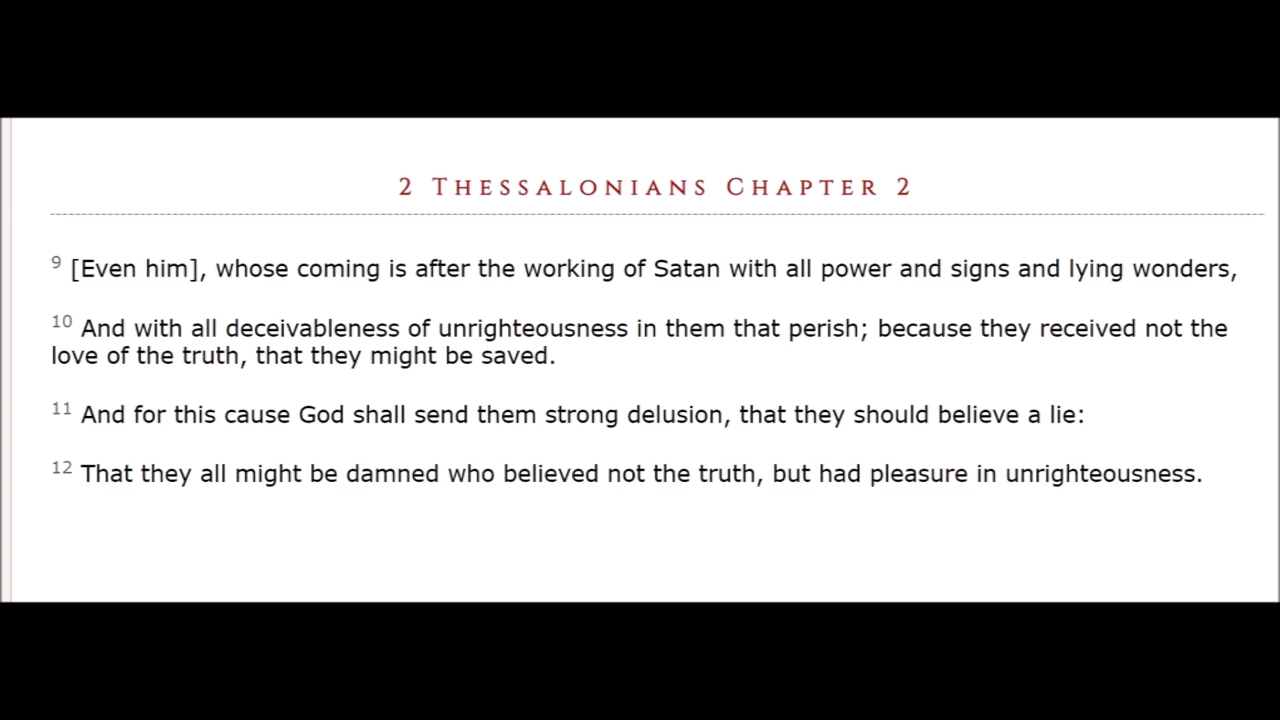 2 Thessalonians Chapter 2
9 [Even him], whose coming is after the working of Satan with all power and signs and lying wonders,
10 And with all deceivableness of unrighteousness in them that perish; because they received not the
love of the truth, that they might be saved.
11 And for this cause God shall send them strong delusion, that they should believe a lie:
12 That they all might be damned who believed not the truth, but had pleasure in unrighteousness.